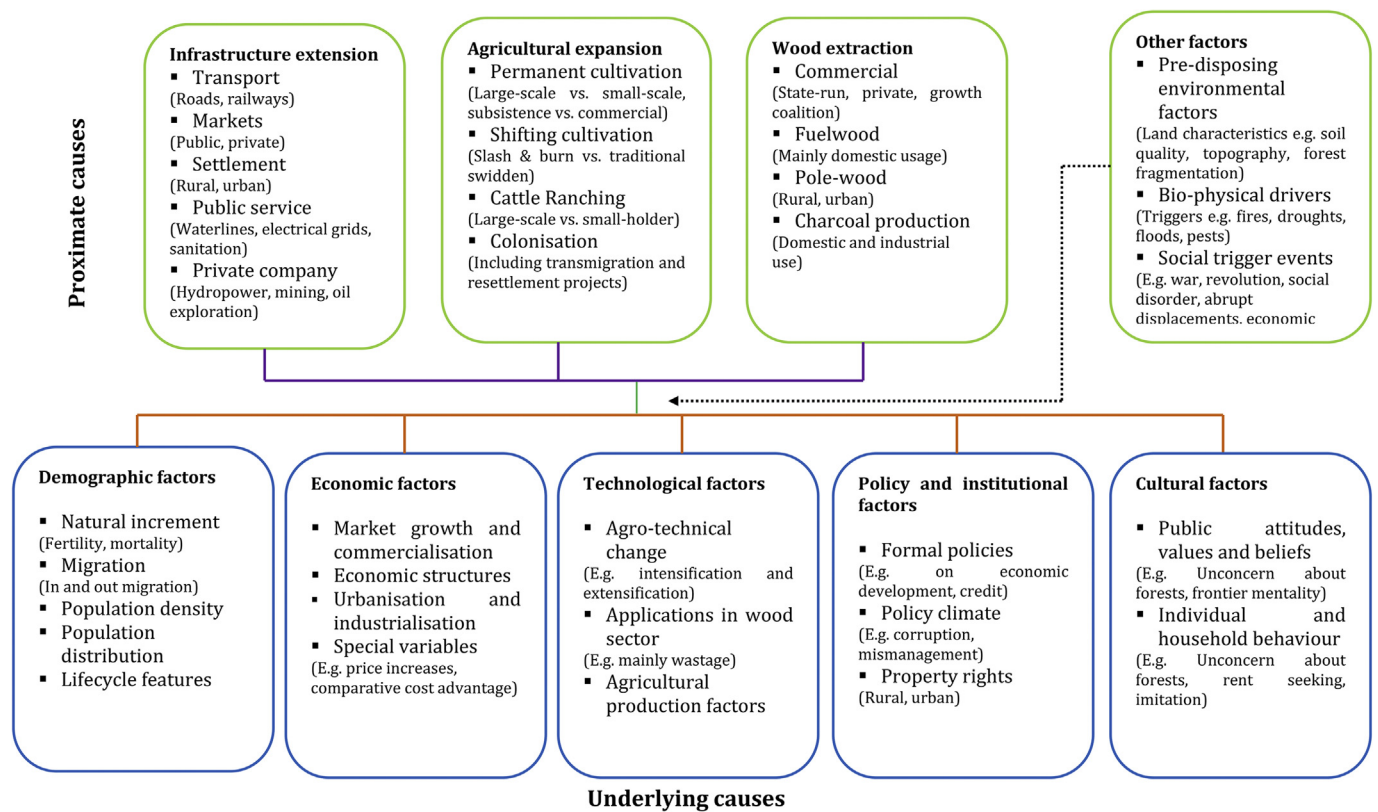 Proximate causes
Infrastructure extension
▪ Transport
(Roads, railways)
▪ Markets
(Public, private)
▪ Settlement
(Rural, urban)
▪ Public service
(Waterlines, electrical grids,
sanitation)
▪ Private company
(Hydropower, mining, oil
exploration)
Agricultural expansion
▪ Permanent cultivation
(Large-scale vs. small-scale,
subsistence vs. commercial)
▪ Shifting cultivation
(Slash & burn vs. traditional
swidden)
▪ Cattle Ranching
(Large-scale vs. small-holder)
▪ Colonisation
(Including transmigration and
resettlement projects)
Wood extraction
▪ Commercial
(State-run, private, growth
coalition)
▪ Fuelwood
(Mainly domestic usage)
▪ Pole-wood
(Rural, urban)
▪ Charcoal production
(Domestic and industrial
use)
Other factors
▪ Pre-disposing
environmental
factors
(Land characteristics e.g. soil
quality, topography, forest
fragmentation)
▪ Bio-physical drivers
(Triggers e.g. fires, droughts,
floods, pests)
▪ Social trigger events
(E.g. war, revolution, social
disorder, abrupt
displacements, economic
Demographic factors
▪ Natural increment
(Fertility, mortality)
▪ Migration
(In and out migration)
▪ Population density
▪ Population
distribution
▪ Lifecycle features
Economic factors
▪ Market growth and
commercialisation
▪ Economic structures
▪ Urbanisation and
industrialisation
▪ Special variables
(E.g. price increases,
comparative cost advantage)
Technological factors
▪ Agro-technical
change
(E.g. intensification and
extensification)
▪ Applications in wood
sector
(E.g. mainly wastage)
▪ Agricultural
production factors
Policy and institutional
factors
▪ Formal policies
(E.g. on economic
development, credit)
▪ Policy climate
(E.g. corruption,
mismanagement)
▪ Property rights
(Rural, urban)
Cultural factors
▪ Public attitudes,
values and beliefs
(E.g. Unconcern about
forests, frontier mentality)
▪ Individual and
household behaviour
(E.g. Unconcern about
forests, rent seeking,
imitation)
Underlying causes